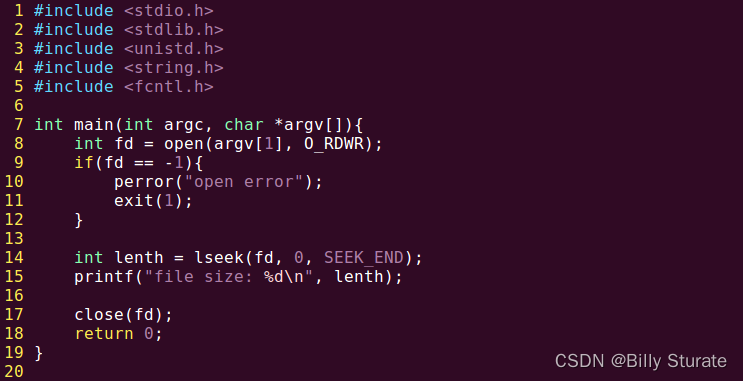 1 #include <stdio.h>
2 #include <stdlib.h>
3 #include <unistd.h>
4 #include <string.h>
5 #include <fcntl.h>
6
7 int main(int argc, char *argv[]){
8     int fd = open(argv[1], O_RDWR);
9     if(fd == -1){
10         perror("open error");
11         exit(1);
12     }
13
14     int lenth = lseek(fd, 0, SEEK_END);
15     printf("file size: %d\n", lenth);
16
17     close(fd);
18     return 0;
19 }
20
CSDN @Billy Sturate